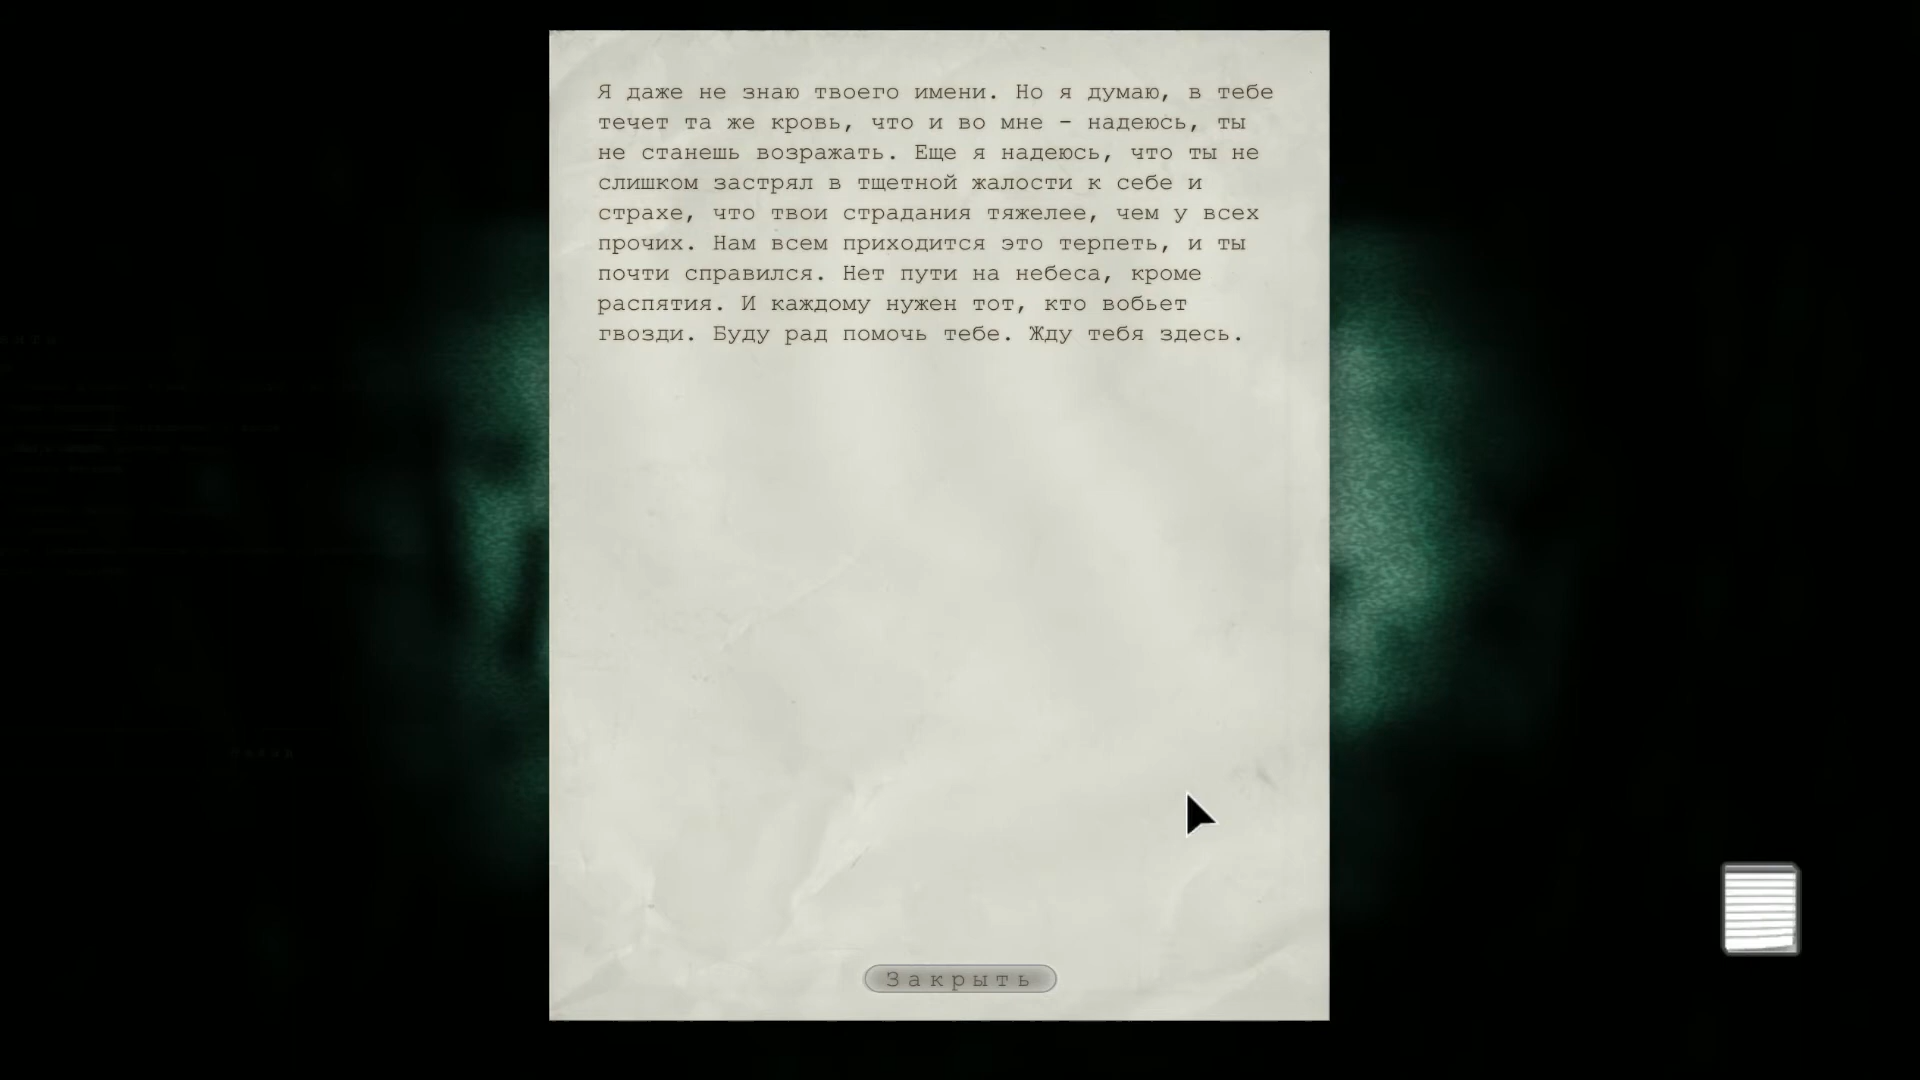 Я даже не знаю твоего имени. Но я думаю, в тебе
течет та же кровь, что и во мне - надеюсь, ты
не станешь возражать. Еще я надеюсь, что ты не
слишком застрял в тщетной жалости к себе и
страхе, что твои страдания тяжелее, чем у всех
прочих. Нам всем приходится это терпеть, и ты
почти справился. Нет пути на небеса, кроме
распятия. И каждому нужен тот, кто вобьет
гвозди. Буду рад помочь тебе. Жду тебя здесь.
Закрыть